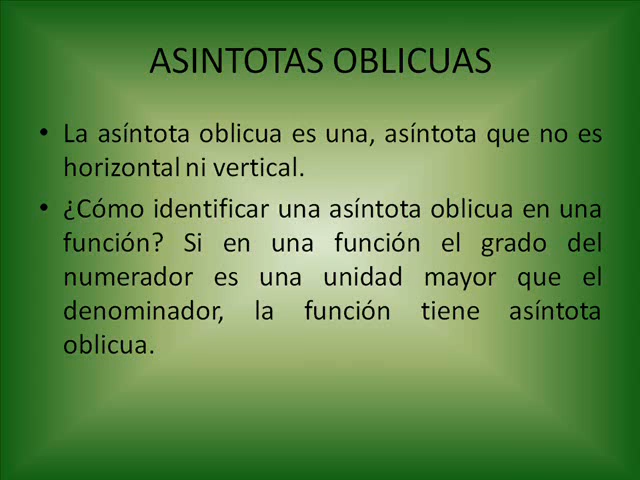 ASINTOTAS OBLICUAS
• La asíntota oblicua es una, asíntota que no es
horizontal ni vertical.
• ¿Cómo identificar una asíntota oblicua en una
función? Si en una función el grado del
numerador es una unidad mayor que el
denominador, la función tiene asíntota
oblicua.